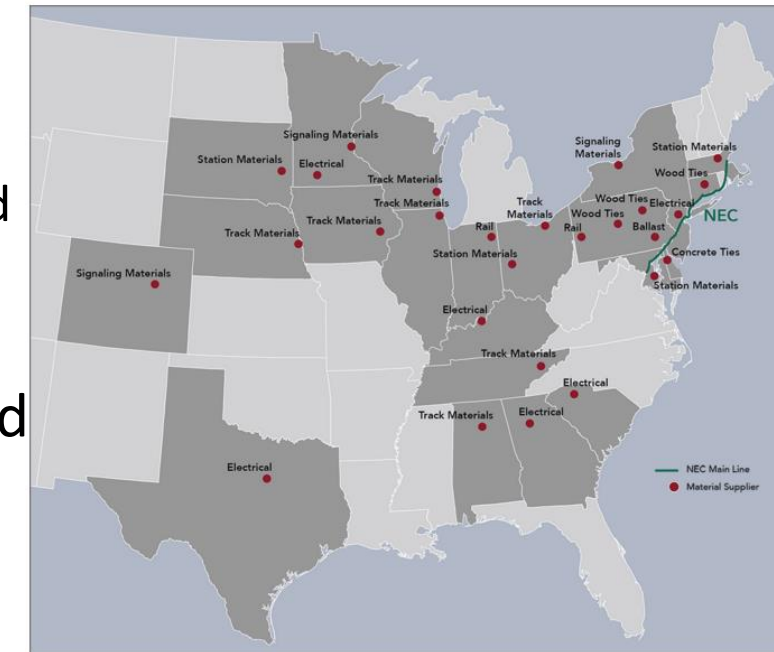 d
d
Signaling Materials
Station Materials
Electrical
Track Materials
Track Materials
Track Materials
Track Materials
Signaling Materials
Signaling
Materials
Station Materials
Wood Ties
Wood Ties
Electrical
Wood Ties
NEC
Track
Materials
Rail
Rail
Ballast
Station Materials
Concrete Ties
Station Materials
Electrical
Track Materials
Electrical
Track Materials
Electrical
Electrical
NEC Main Line
Material Supplier